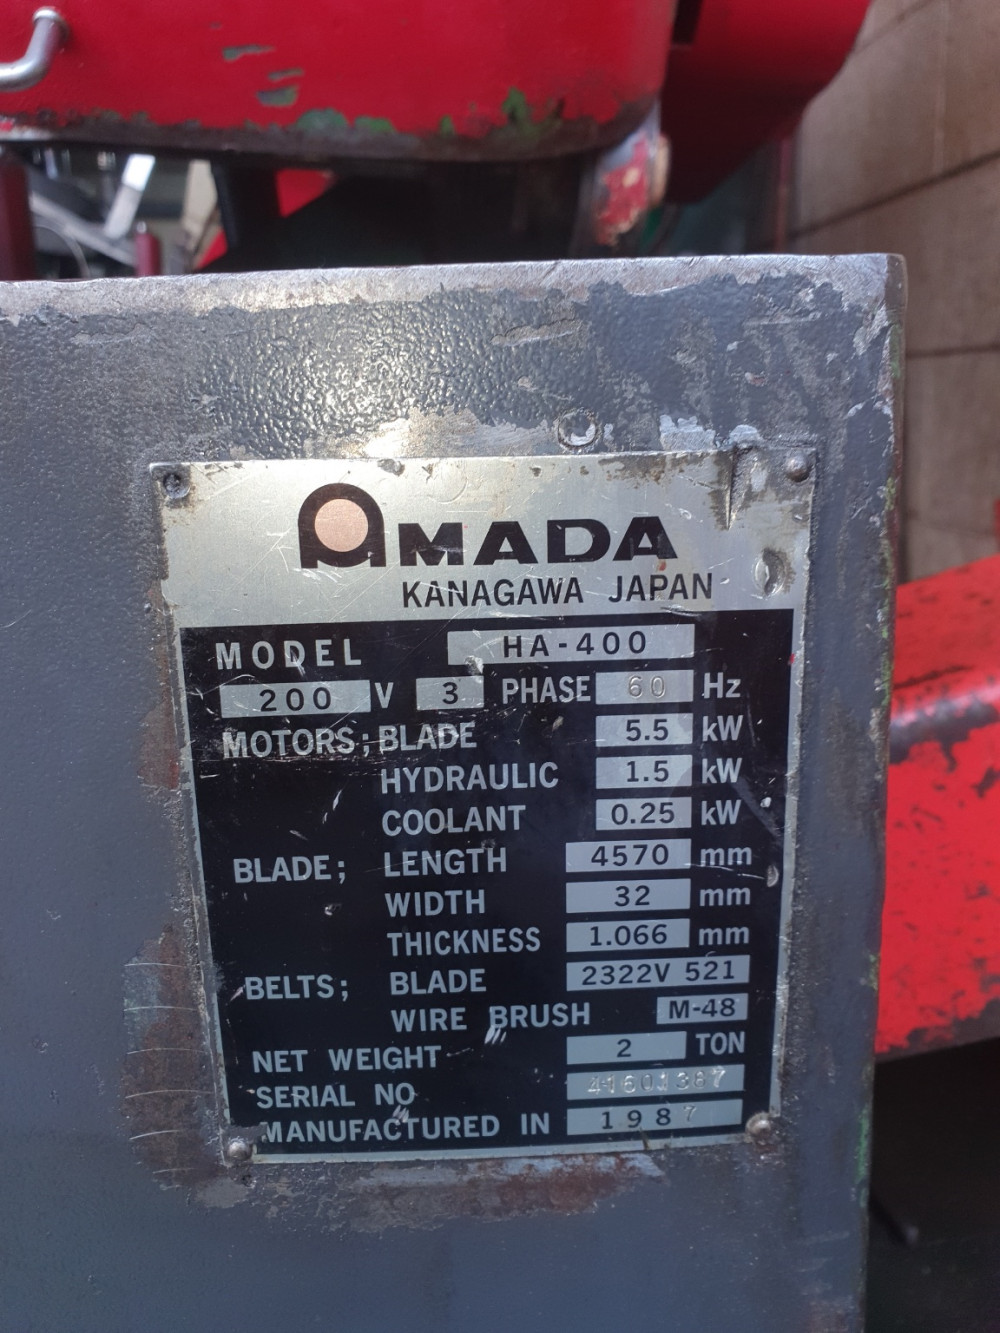 AMADA
KANAGAWA JAPAN
MODEL HA-400
200 V 3 PHASE 60 Hz
MOTORS; BLADE 5.5 kW
HYDRAULIC 1.5 kW
COOLANT 0.25 kW
BLADE; LENGTH 4570 mm
WIDTH 32 mm
THICKNESS 1.066 mm
BELTS; BLADE 2322V 521
WIRE BRUSH M-48
NET WEIGHT 2 TON
SERIAL NO 41601387
MANUFACTURED IN 1987